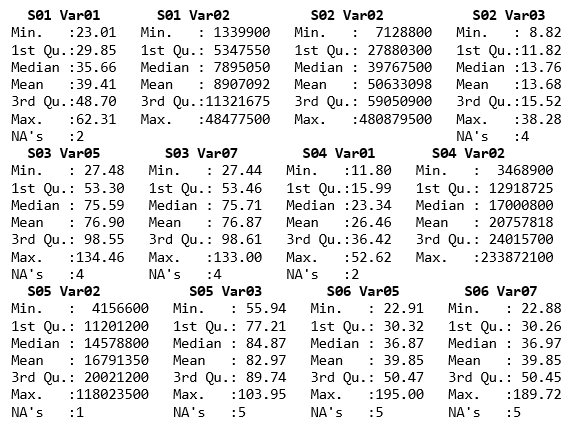 S01 Var01 S01 Var02 S02 Var02 S02 Var03
Min. :23.01 Min. : 1339900 Min. : 7128800 Min. : 8.82
1st Qu.:29.85 1st Qu.: 5347550 1st Qu.: 27880300 1st Qu.:11.82
Median :35.66 Median : 7895050 Median : 39767500 Median :13.76
Mean :39.41 Mean : 8907092 Mean : 50633098 Mean :13.68
3rd Qu.:48.70 3rd Qu.:11321675 3rd Qu.: 59050900 3rd Qu.:15.52
Max. :62.31 Max. :48477500 Max. :480879500 Max. :38.28
NA's :2 NA's :4
S03 Var05 S03 Var07 S04 Var01 S04 Var02
Min. : 27.48 Min. : 27.44 Min. :11.80 Min. : 3468900
1st Qu.: 53.30 1st Qu.: 53.46 1st Qu.:15.99 1st Qu.: 12918725
Median : 75.59 Median : 75.71 Median :23.34 Median : 17000800
Mean : 76.90 Mean : 76.87 Mean :26.46 Mean : 20757818
3rd Qu.: 98.55 3rd Qu.: 98.61 3rd Qu.:36.42 3rd Qu.: 24015700
Max. :134.46 Max. :133.00 Max. :52.62 Max. :233872100
NA's :4 NA's :4 NA's :2
S05 Var02 S05 Var03 S06 Var05 S06 Var07
Min. : 4156600 Min. : 55.94 Min. : 22.91 Min. : 22.88
1st Qu.: 11201200 1st Qu.: 77.21 1st Qu.: 30.32 1st Qu.: 30.26
Median : 14578800 Median : 84.87 Median : 36.87 Median : 36.97
Mean : 16791350 Mean : 82.97 Mean : 39.85 Mean : 39.85
3rd Qu.: 20021200 3rd Qu.: 89.74 3rd Qu.: 50.47 3rd Qu.: 50.45
Max. :118023500 Max. :103.95 Max. :195.00 Max. :189.72
NA's :1 NA's :5 NA's :5 NA's :5